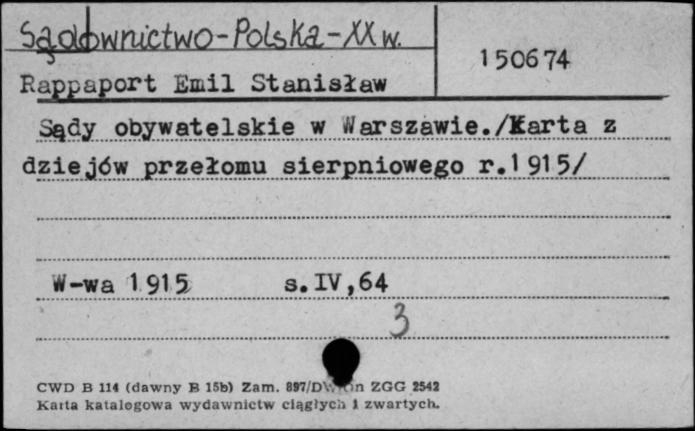 Sądownictwo-Polska-XX w.
150674
Rappaport Emil Stanisław
Sądy obywatelskie w Warszawie./Karta z
dziejów przełomu sierpniowego r.1915/
W-wa 1915 s.IV,64
3
CWD B 114 (dawny B 15b) Zam. 897/ ZGG 2542
Karta katalogowa wydawnictw ciągłych i zwartych.